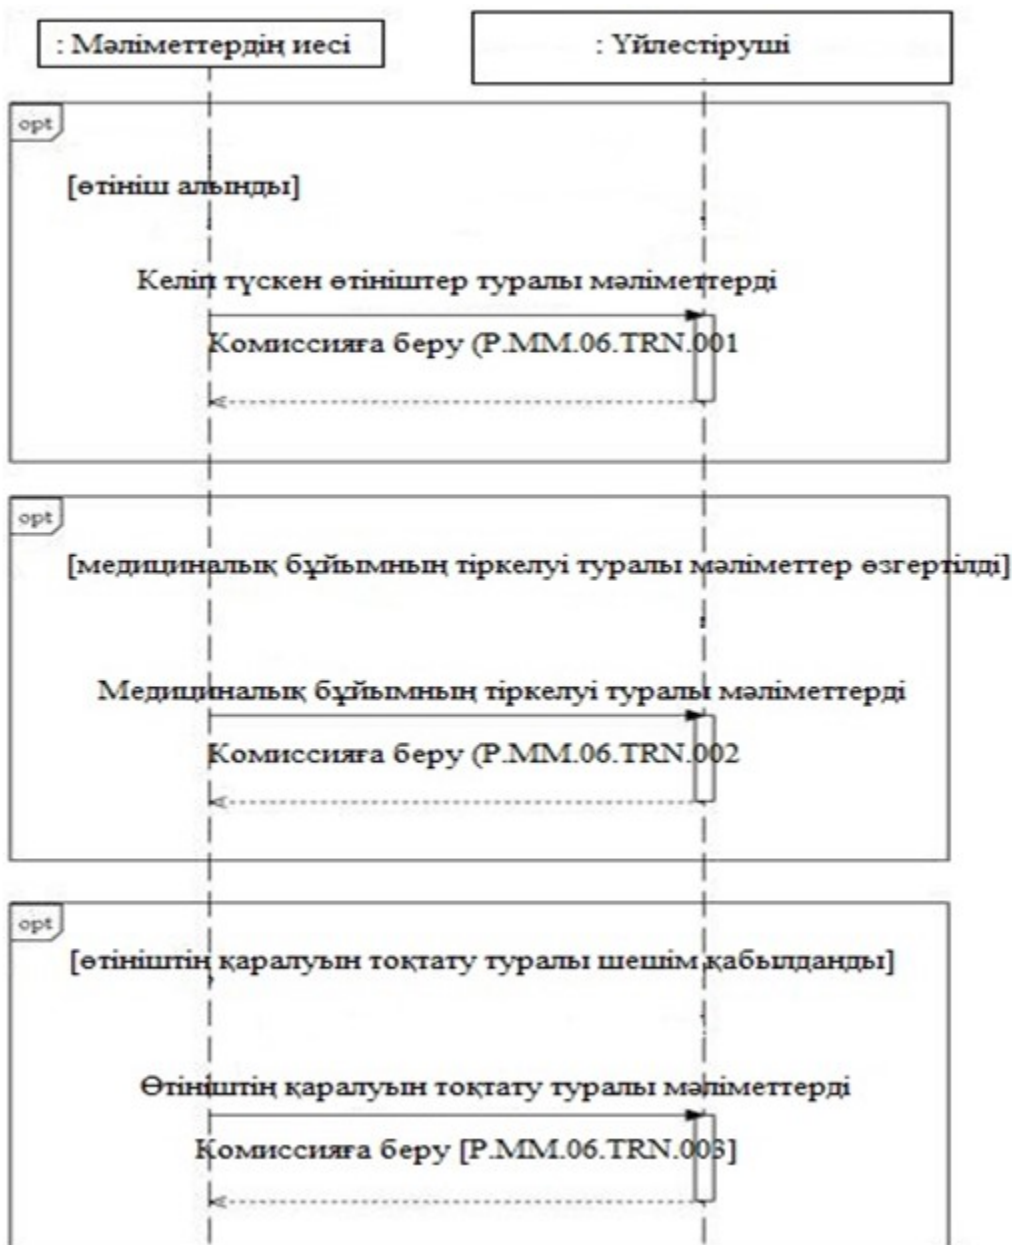 : Мәліметтердің иесі
: Үйлестіруші
opt
[өтініш алынды]
Келіп түскен өтініштер туралы мәліметтерді
Комиссияға беру (P.MM.06.TRN.001
opt
[медициналық бұйымның тіркелуі туралы мәліметтер өзгертілді]
Медициналық бұйымның тіркелуі туралы мәліметтерді
Комиссияға беру (P.MM.06.TRN.002
opt
[өтініштің қаралуын тоқтату туралы шешім қабылданды]
Өтініштің қаралуын тоқтату туралы мәліметтерді
Комиссияға беру [P.MM.06.TRN.003]